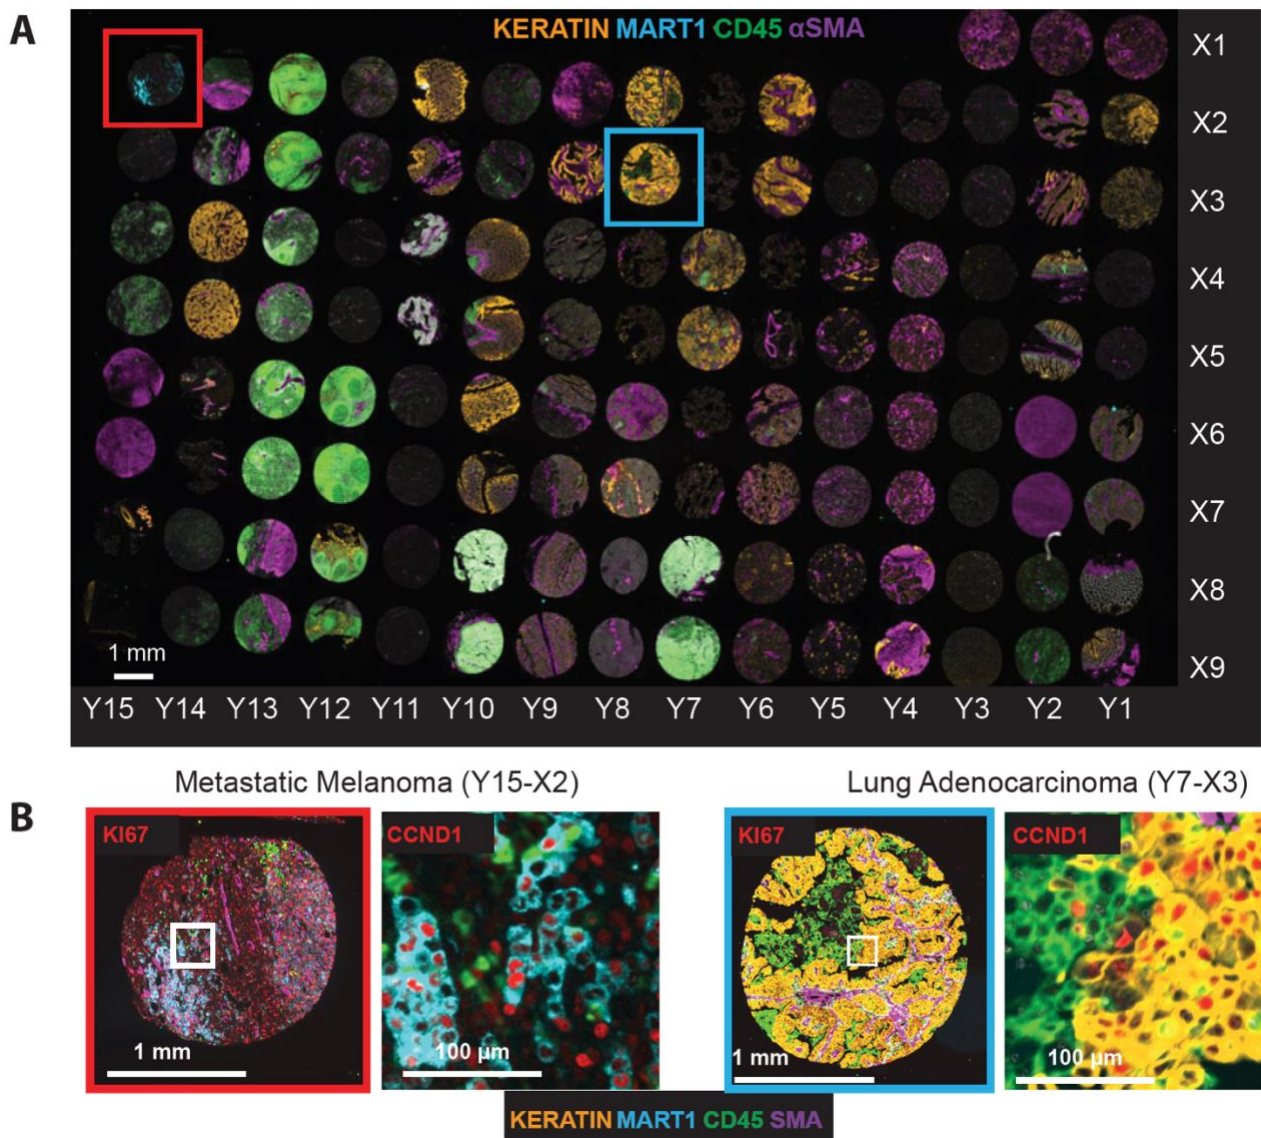 A
KERATIN MART1 CD45 αSMA
X1
X2
X3
X4
X5
X6
X7
X8
X9
1 mm
Y15 Y14 Y13 Y12 Y11 Y10 Y9 Y8 Y7 Y6 Y5 Y4 Y3 Y2 Y1
B
Metastatic Melanoma (Y15-X2)
Lung Adenocarcinoma (Y7-X3)
KI67
CCND1
KI67
CCND1
1 mm
100 µm
1 mm
100 µm
KERATIN MART1 CD45 SMA